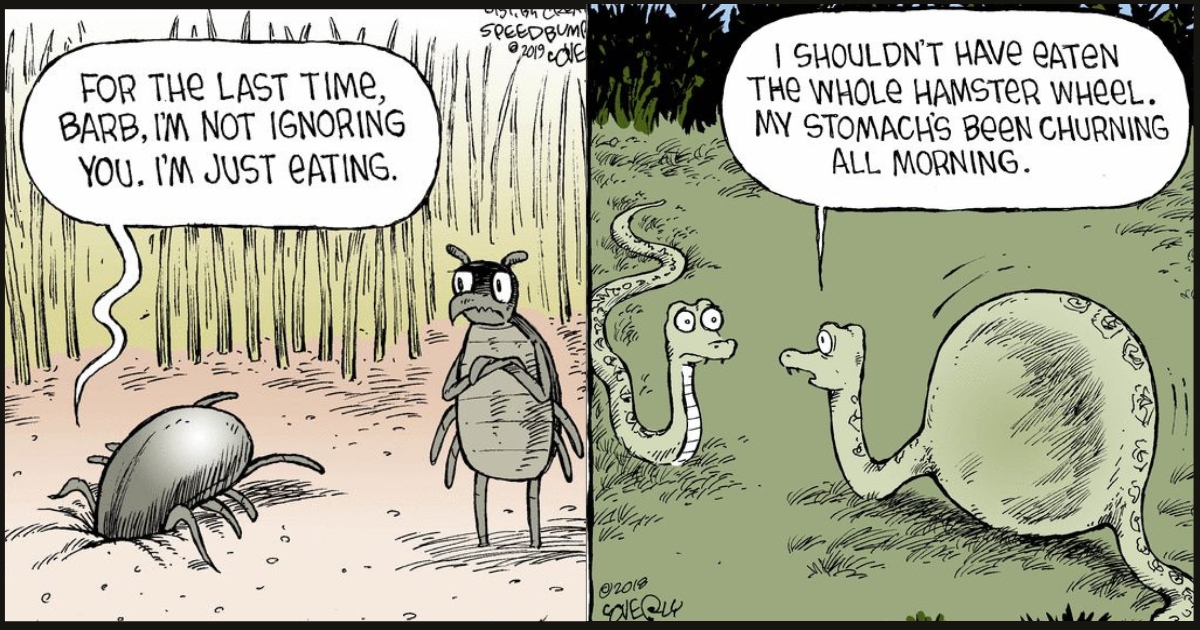 SPEEDBUMP
©2019
FOR THE LAST TIME,
BARB, I'M NOT IGNORING
YOU. I'M JUST EATING.
I SHOULDN'T HAVE EATEN
THE WHOLE HAMSTER WHEEL.
MY STOMACH'S BEEN CHURNING
ALL MORNING.
©2018
COVERLY